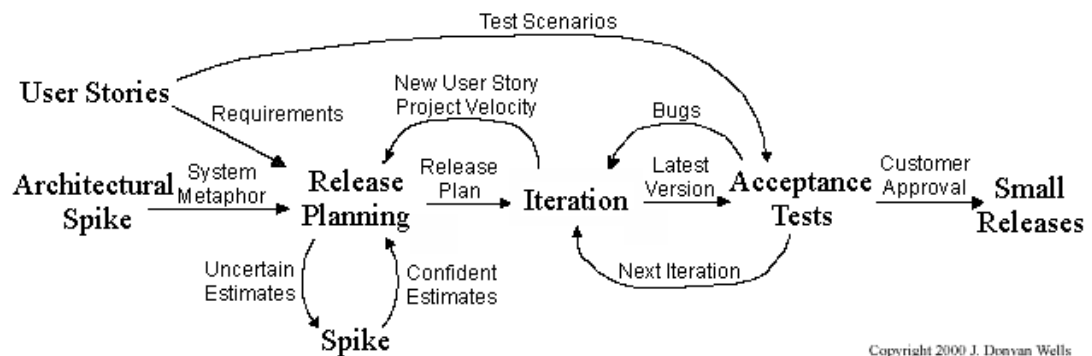 Test Scenarios
User Stories
New User Story
Project Velocity
Requirements
Bugs
Architectural
Spike
System
Metaphor
Release
Planning
Release
Plan
Iteration
Latest
Version
Acceptance
Tests
Customer
Approval
Small
Releases
Uncertain
Estimates
Confident
Estimates
Next Iteration
Spike
Copyright 2000 J. Donvan Wells